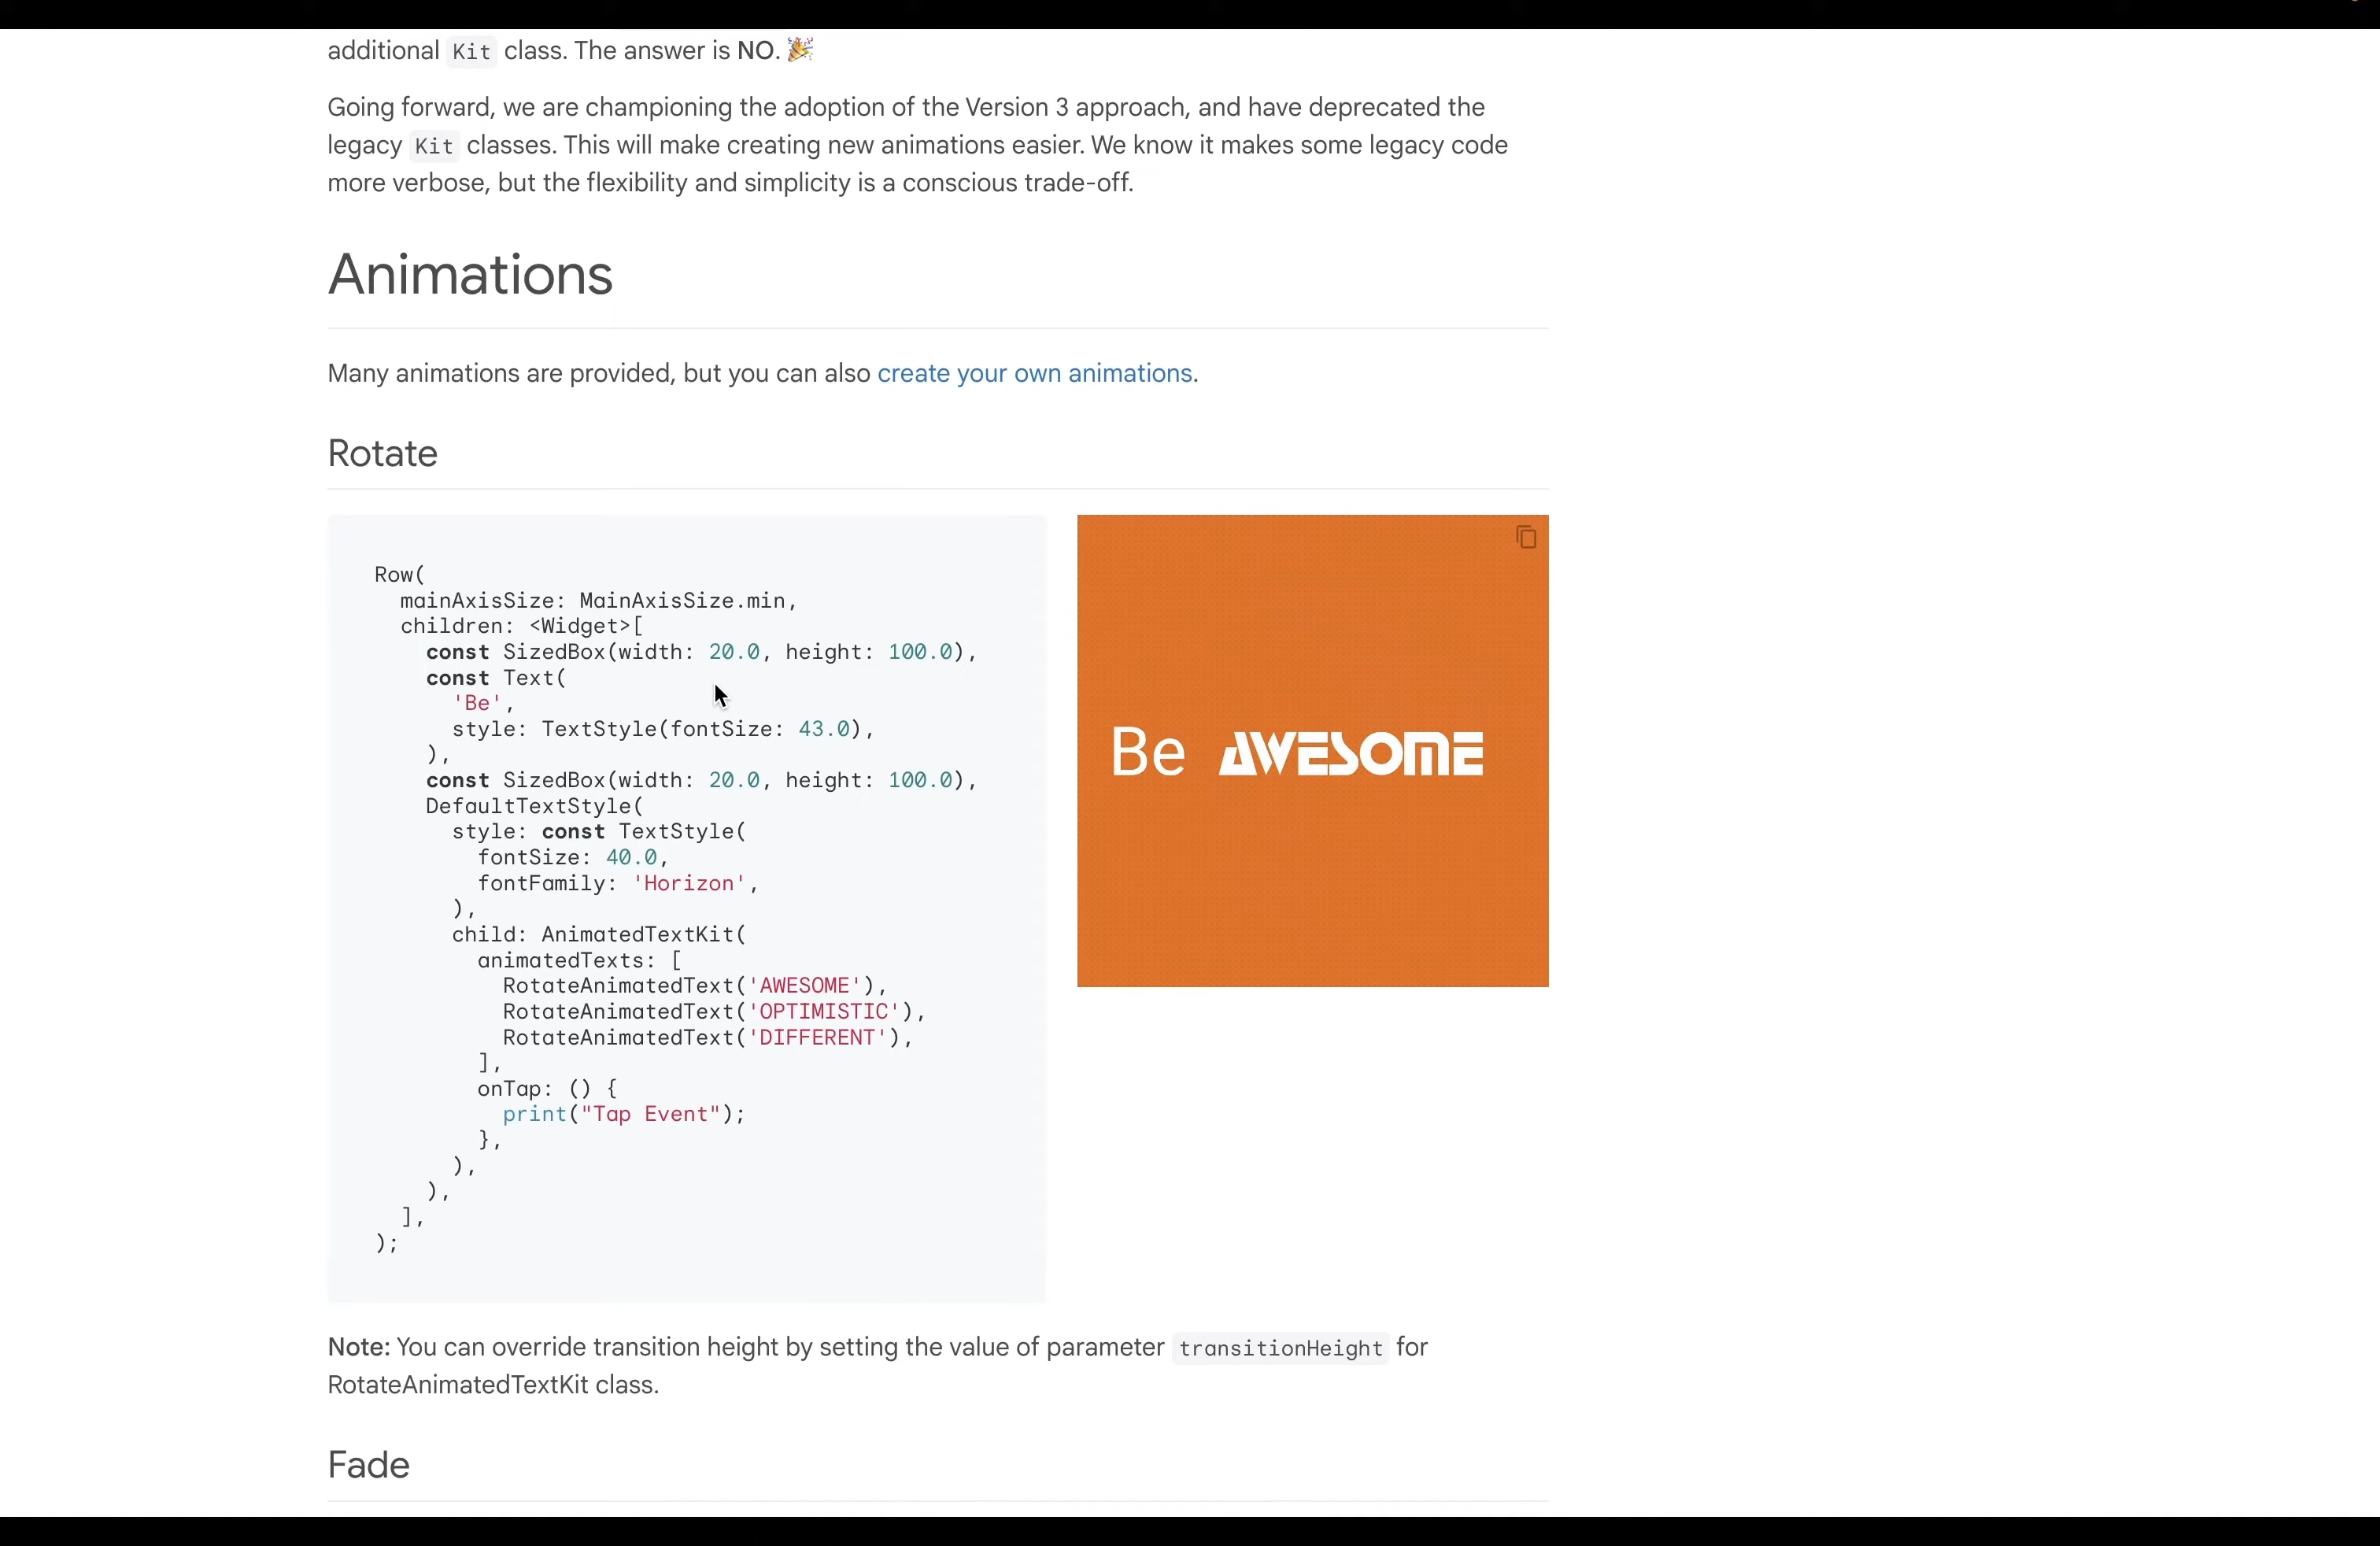 additional Kit class. The answer is NO. 🎉
Going forward, we are championing the adoption of the Version 3 approach, and have deprecated the
legacy Kit classes. This will make creating new animations easier. We know it makes some legacy code
more verbose, but the flexibility and simplicity is a conscious trade-off.
Animations
Many animations are provided, but you can also create your own animations.
Rotate
Row(
  mainAxisSize: MainAxisSize.min,
  children: <Widget>[
    const SizedBox(width: 20.0, height: 100.0),
    const Text(
      'Be',
      style: TextStyle(fontSize: 43.0),
    ),
    const SizedBox(width: 20.0, height: 100.0),
    DefaultTextStyle(
      style: const TextStyle(
        fontSize: 40.0,
        fontFamily: 'Horizon',
      ),
      child: AnimatedTextKit(
        animatedTexts: [
          RotateAnimatedText('AWESOME'),
          RotateAnimatedText('OPTIMISTIC'),
          RotateAnimatedText('DIFFERENT'),
        ],
        onTap: () {
          print("Tap Event");
        },
      ),
    ),
  ],
);
Be AWESOME
Note: You can override transition height by setting the value of parameter transitionHeight for
RotateAnimatedTextKit class.
Fade